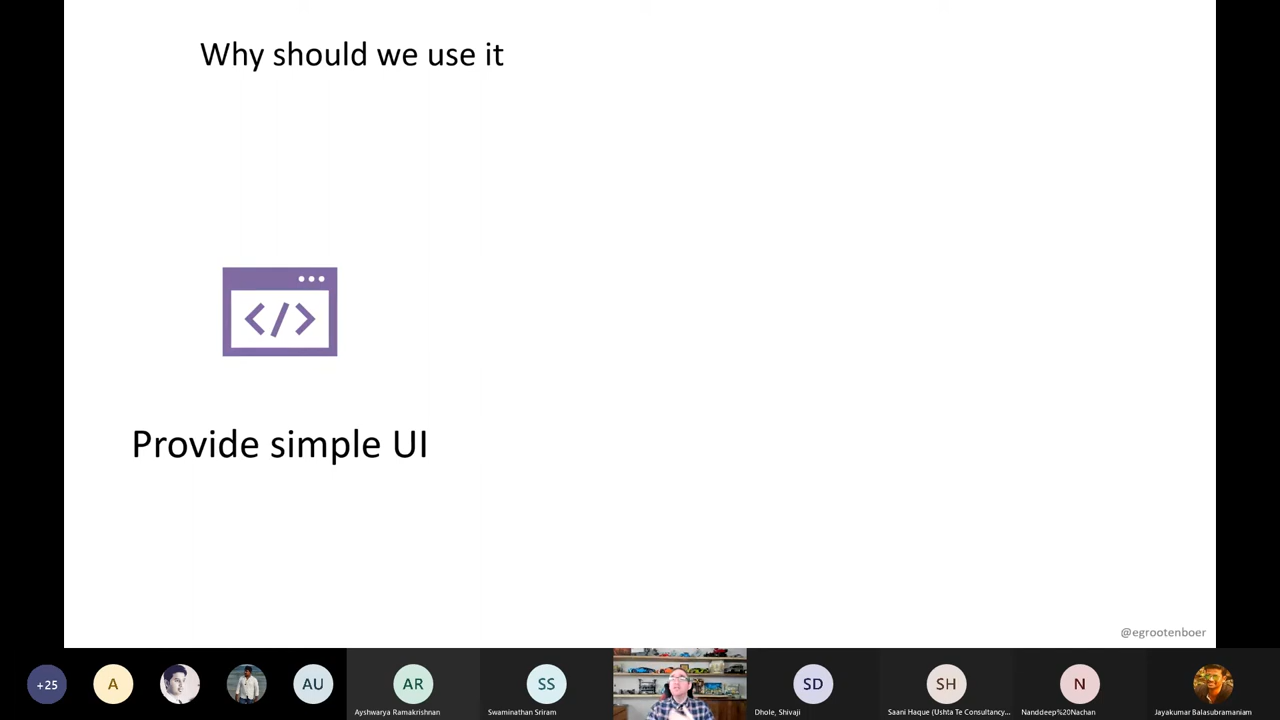 Why should we use it
</>
Provide simple UI
@egrootenboer
+25
A
AU
AR
SS
SD
SH
N
Ayshwarya Ramakrishnan
Swaminathan Sriram
Dhole, Shivaji
Saani Haque (Ushta Te Consultancy...
Nanddeep%20Nachan
Jayakumar Balasubramaniam